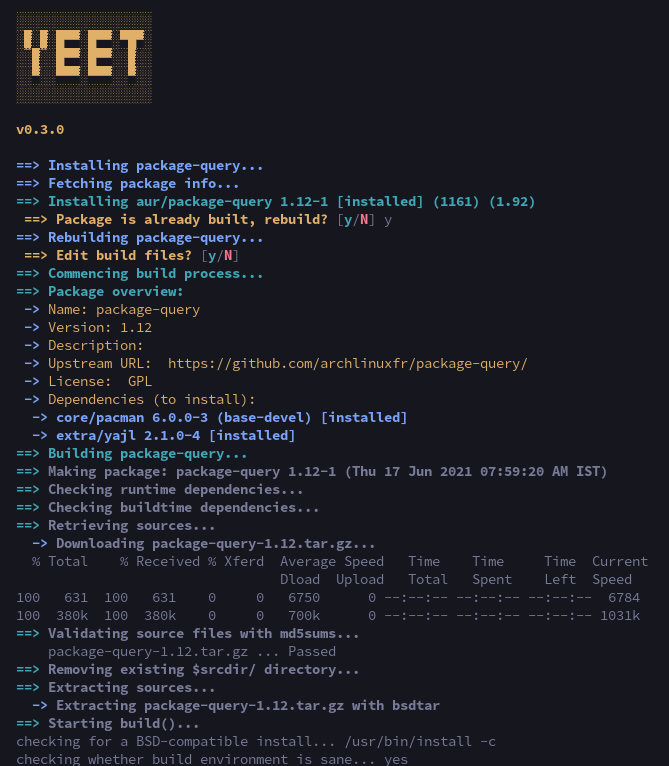 YEET
v0.3.0
==> Installing package-query...
==> Fetching package info...
==> Installing aur/package-query 1.12-1 [installed] (1161) (1.92)
==> Package is already built, rebuild? [y/N] y
==> Rebuilding package-query...
==> Edit build files? [y/N]
==> Commencing build process...
==> Package overview:
-> Name: package-query
-> Version: 1.12
-> Description:
-> Upstream URL:  https://github.com/archlinuxfr/package-query/
-> License:  GPL
-> Dependencies (to install):
-> core/pacman 6.0.0-3 (base-devel) [installed]
-> extra/yajl 2.1.0-4 [installed]
==> Building package-query...
==> Making package: package-query 1.12-1 (Thu 17 Jun 2021 07:59:20 AM IST)
==> Checking runtime dependencies...
==> Checking buildtime dependencies...
==> Retrieving sources...
-> Downloading package-query-1.12.tar.gz...
% Total    % Received % Xferd  Average Speed   Time    Time     Time  Current
Dload  Upload   Total   Spent    Left  Speed
100   631  100   631    0     0   6750      0 --:--:-- --:--:-- --:--:--  6784
100  380k  100  380k    0     0   700k      0 --:--:-- --:--:-- --:--:-- 1031k
==> Validating source files with md5sums...
package-query-1.12.tar.gz ... Passed
==> Removing existing $srcdir/ directory...
==> Extracting sources...
-> Extracting package-query-1.12.tar.gz with bsdtar
==> Starting build()...
checking for a BSD-compatible install... /usr/bin/install -c
checking whether build environment is sane... yes